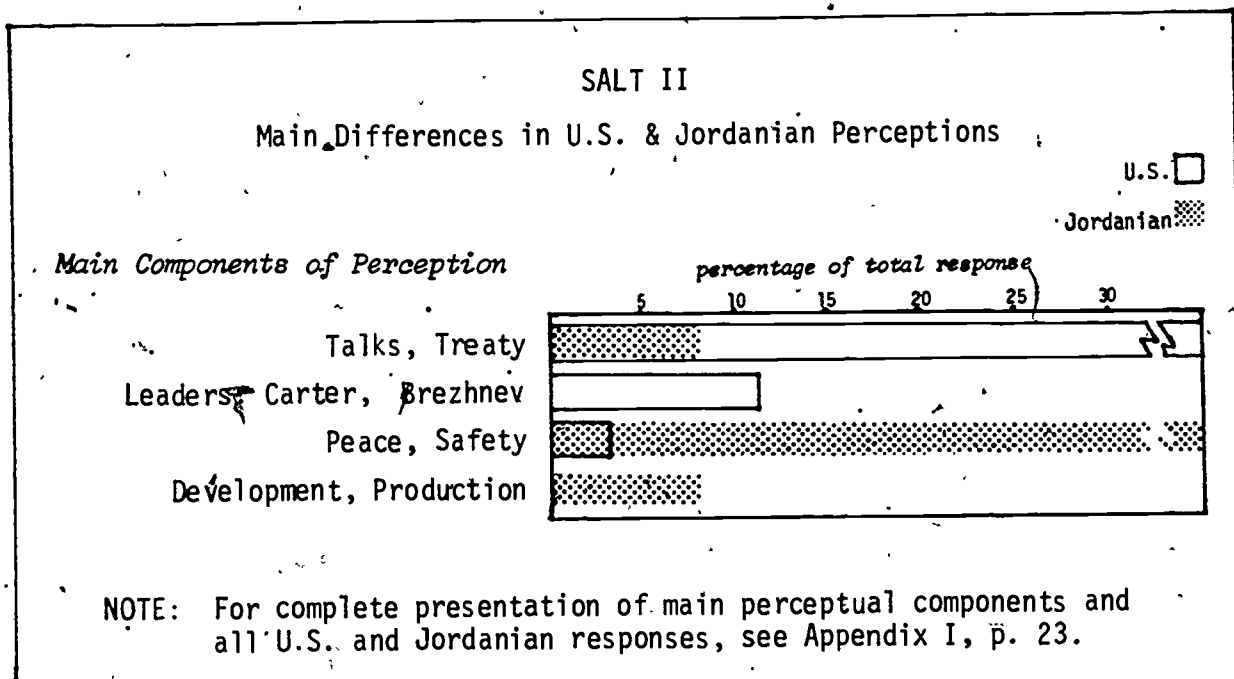 SALT II
Main Differences in U.S. & Jordanian Perceptions
U.S.
Jordanian
Main Components of Perception
percentage of total response
5 10 15 20 25 30
Talks, Treaty
Leaders Carter, Brezhnev
Peace, Safety
Development, Production
NOTE: For complete presentation of main perceptual components and
all U.S. and Jordanian responses, see Appendix I, p. 23.